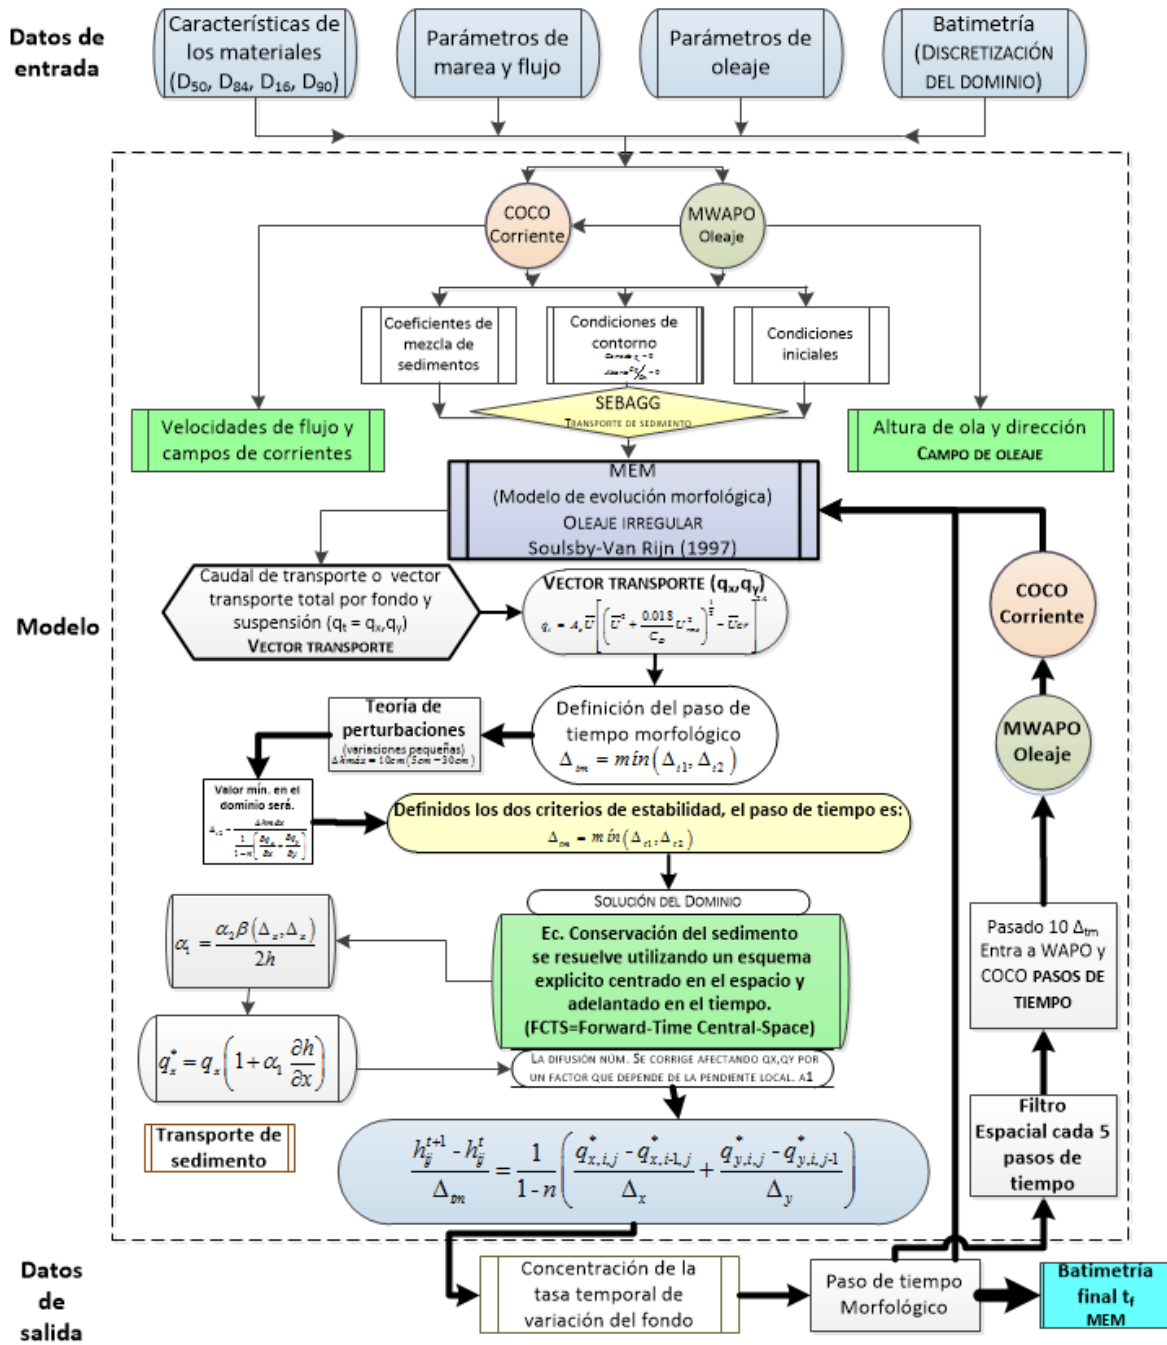 Datos de
entrada
Características de
los materiales
(D50, D84, D16, D90)
Parámetros de
marea y flujo
Parámetros de
oleaje
Batimetría
(DISCRETIZACIÓN
DEL DOMINIO)
COCO
Corriente
MWAPO
Oleaje
Coeficientes de
mezcla de
sedimentos
Condiciones de
contorno
Condiciones
iniciales
SEBAGG
TRANSPORTE DE SEDIMENTO
Velocidades de flujo y
campos de corrientes
Altura de ola y dirección
CAMPO DE OLEAJE
MEM
(Modelo de evolución morfológica)
OLEAJE IRREGULAR
Soulsby-Van Rijn (1997)
Modelo
Caudal de transporte o vector
transporte total por fondo y
suspensión (qt = qx,qy)
VECTOR TRANSPORTE
VECTOR TRANSPORTE (qx,qy)
COCO
Corriente
MWAPO
Oleaje
Teoría de
perturbaciones
(variaciones pequeñas)
Δhmáx = 10cm (5cm – 30cm)
Definición del paso de
tiempo morfológico
Δtm = mín(Δt1, Δt2)
Valor mín. en el
dominio será.
Definidos los dos criterios de estabilidad, el paso de tiempo es:
Δtm = mín(Δt1, Δt2)
SOLUCIÓN DEL DOMINIO
Ec. Conservación del sedimento
se resuelve utilizando un esquema
explicito centrado en el espacio y
adelantado en el tiempo.
(FCTS=Forward-Time Central-Space)
α1 = α2β(Δx, Δx) / 2h
q*x = qx(1 + α1 ∂h/∂x)
LA DIFUSIÓN NÚM. SE CORRIGE AFECTANDO QX,QY POR
UN FACTOR QUE DEPENDE DE LA PENDIENTE LOCAL. Α1
Pasado 10 Δtm
Entra a WAPO y
COCO PASOS DE
TIEMPO
Filtro
Espacial cada 5
pasos de
tiempo
Transporte de
sedimento
(h^{t+1}_{ij} - h^t_{ij}) / Δtm = 1/(1-n) ((q*x,i,j - q*x,i-1,j)/Δx + (q*y,i,j - q*y,i,j-1)/Δy)
Datos
de
salida
Concentración de la
tasa temporal de
variación del fondo
Paso de tiempo
Morfológico
Batimetría
final tf
MEM